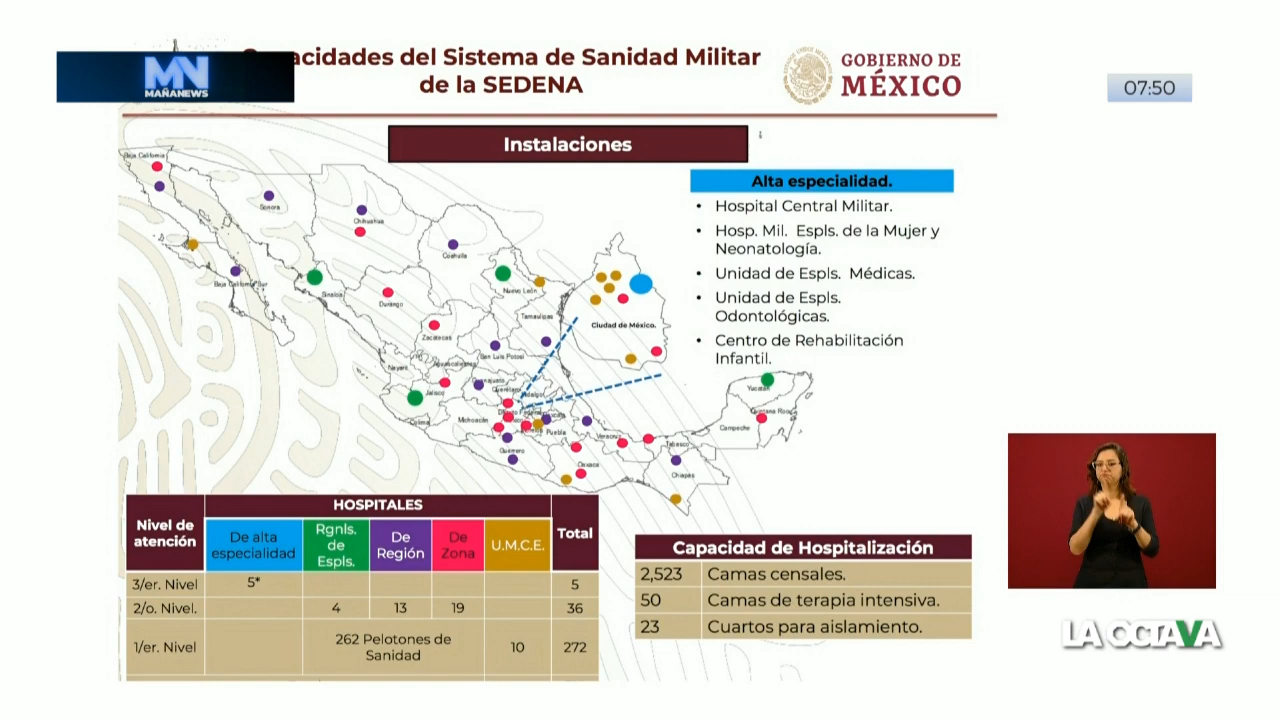 MN
MAÑANEWS
acidades del Sistema de Sanidad Militar
de la SEDENA
GOBIERNO DE
MÉXICO
07:50
Instalaciones
Alta especialidad.
• Hospital Central Militar.
• Hosp. Mil. Espls. de la Mujer y
Neonatología.
• Unidad de Espls. Médicas.
• Unidad de Espls.
Odontológicas.
• Centro de Rehabilitación
Infantil.
Baja California
Sonora
Chihuahua
Coahuila
Baja California Sur
Sinaloa
Nuevo León
Durango
Tamaulipas
Ciudad de México.
Zacatecas
San Luis Potosí
Nayarit
Aguascalientes
Guanajuato
Jalisco
Querétaro
Hidalgo
Yucatán
Colima
Michoacán
Distrito Federal
Puebla
Veracruz
Quintana Roo
Campeche
Tabasco
Guerrero
Oaxaca
Chiapas
Nivel de
atención
HOSPITALES
Total
De alta
especialidad
Rgnls.
de
Espls.
De
Región
De
Zona
U.M.C.E.
3/er. Nivel 5* 5
2/o. Nivel. 4 13 19 36
1/er. Nivel 262 Pelotones de
Sanidad 10 272
Capacidad de Hospitalización
2,523 Camas censales.
50 Camas de terapia intensiva.
23 Cuartos para aislamiento.
LA OCTAVA